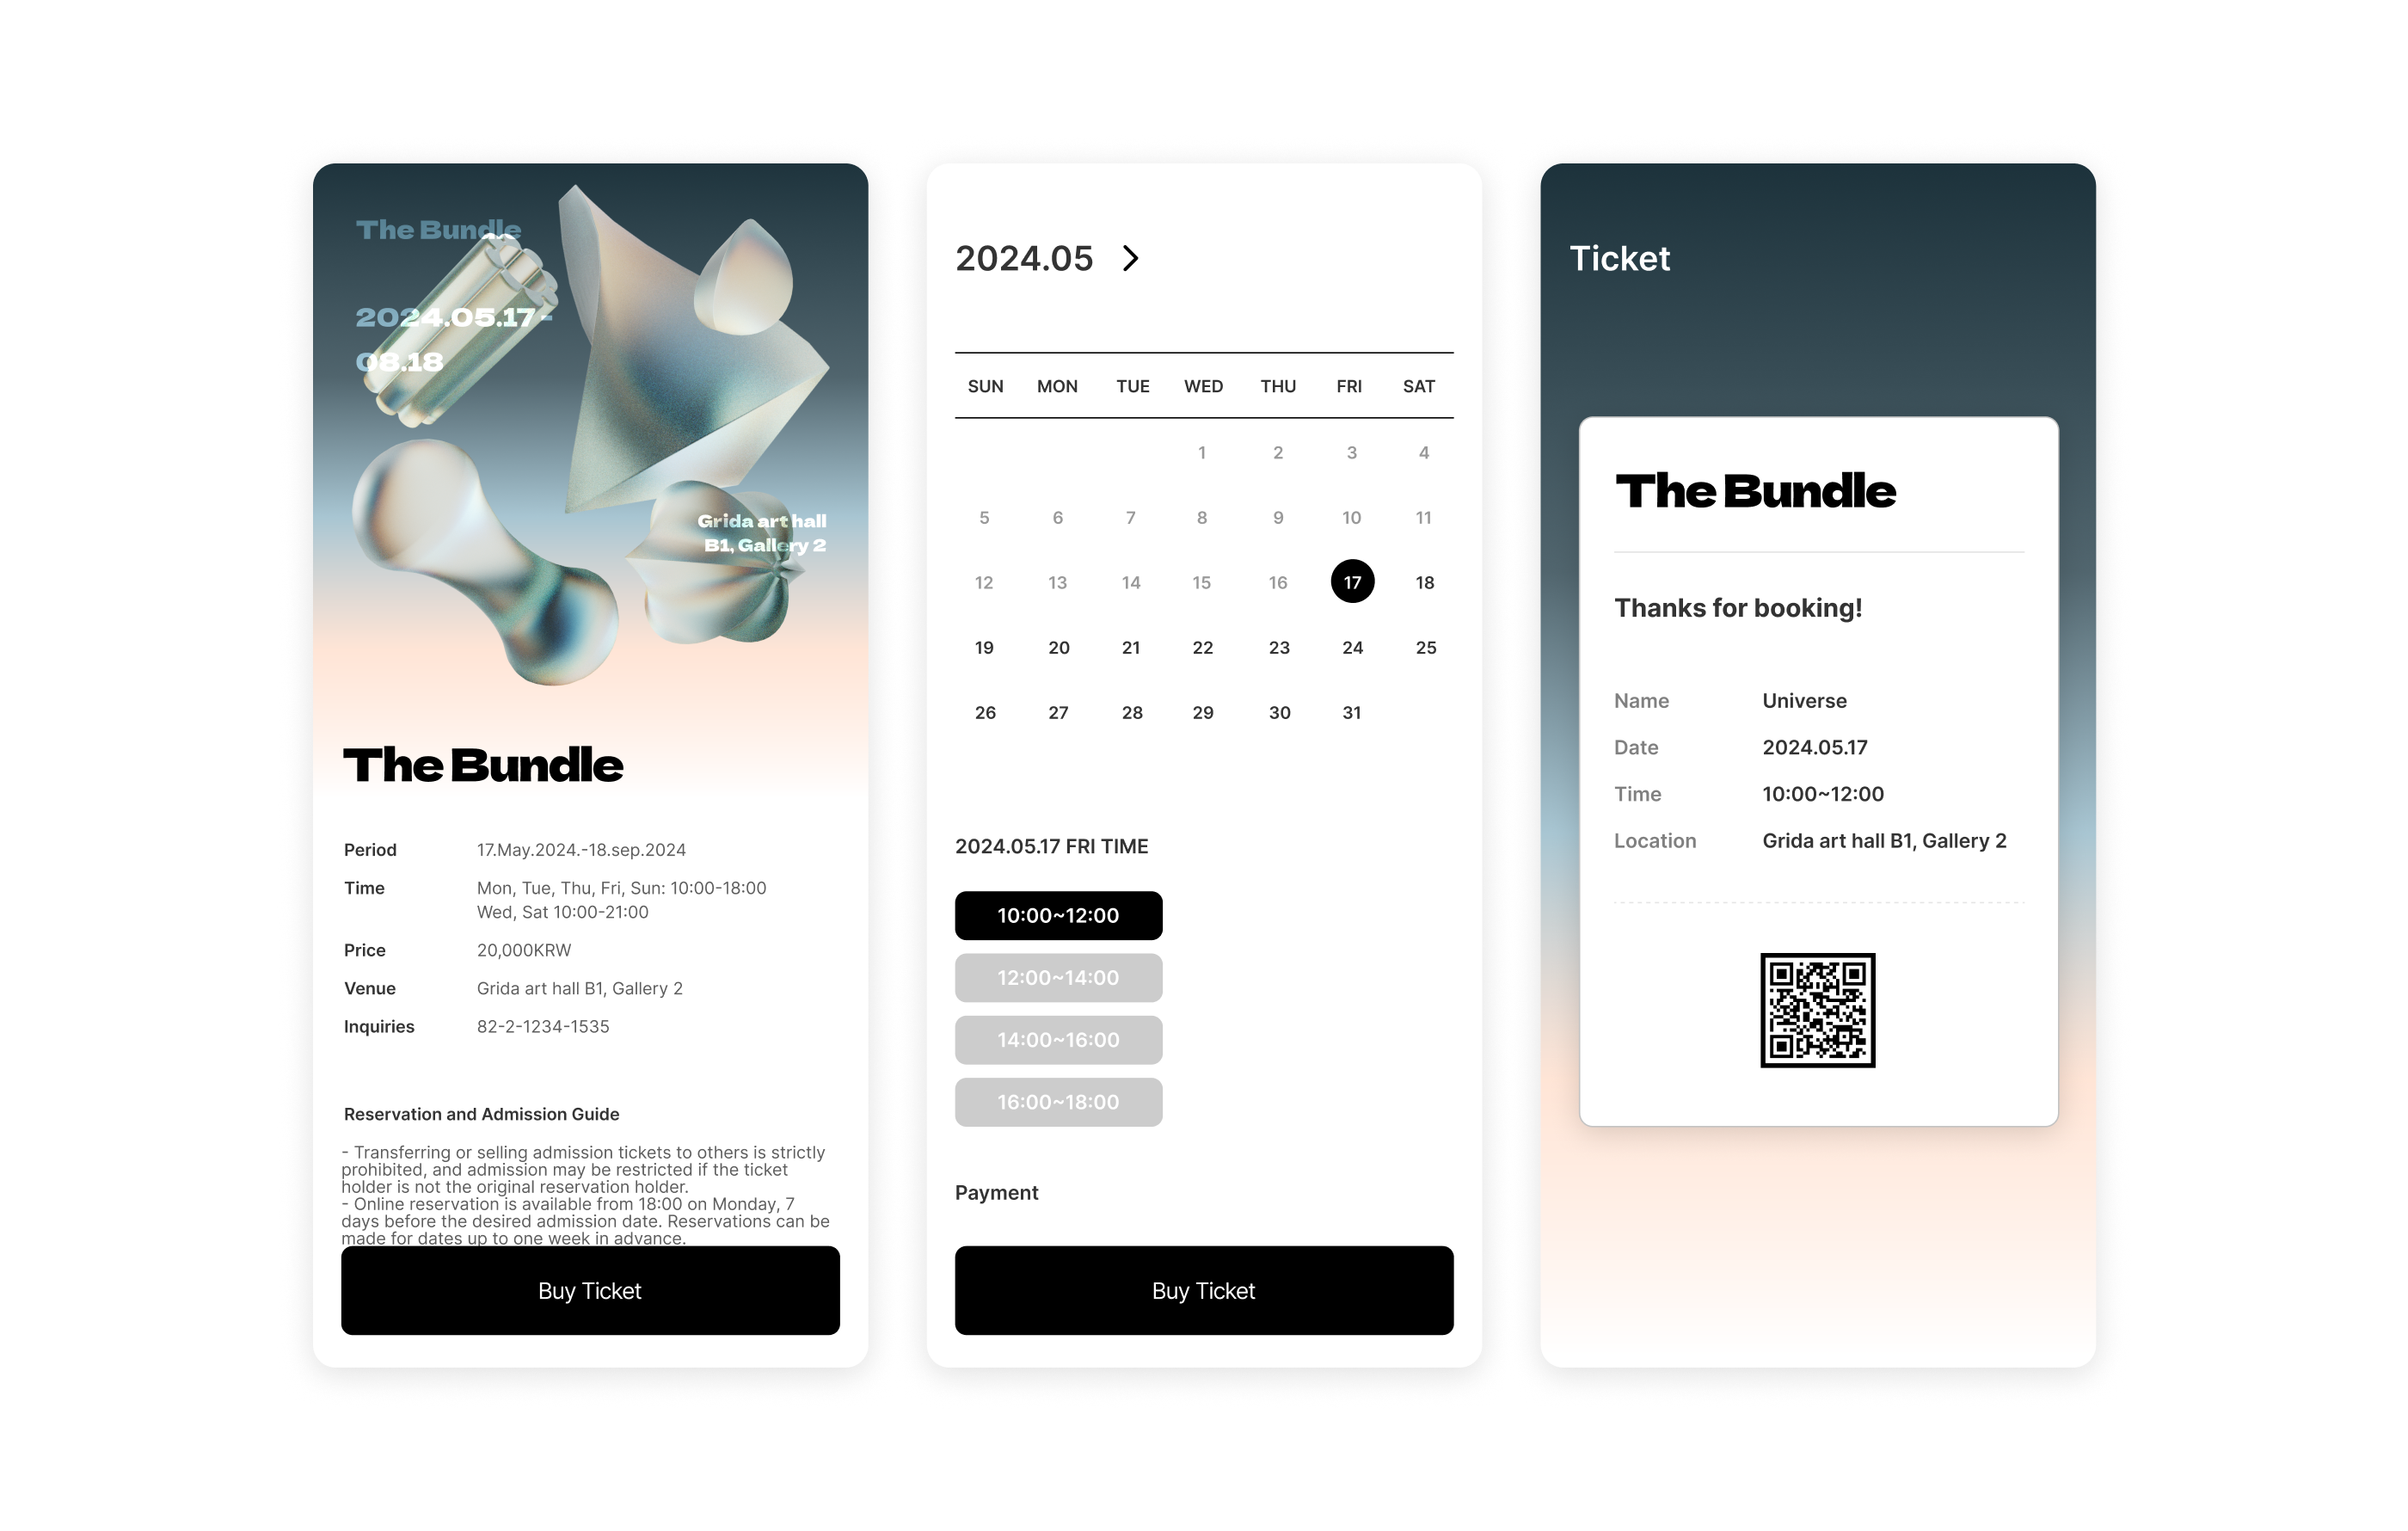 The Bundle
2024.05.17 -
08.18
Grida art hall
B1, Gallery 2
The Bundle
Period 17.May.2024.-18.sep.2024
Time Mon, Tue, Thu, Fri, Sun: 10:00-18:00
Wed, Sat 10:00-21:00
Price 20,000KRW
Venue Grida art hall B1, Gallery 2
Inquiries 82-2-1234-1535
Reservation and Admission Guide
- Transferring or selling admission tickets to others is strictly
prohibited, and admission may be restricted if the ticket
holder is not the original reservation holder.
- Online reservation is available from 18:00 on Monday, 7
days before the desired admission date. Reservations can be
made for dates up to one week in advance.
Buy Ticket
2024.05
SUN MON TUE WED THU FRI SAT
1 2 3 4
5 6 7 8 9 10 11
12 13 14 15 16 17 18
19 20 21 22 23 24 25
26 27 28 29 30 31
2024.05.17 FRI TIME
10:00~12:00
12:00~14:00
14:00~16:00
16:00~18:00
Payment
Buy Ticket
Ticket
The Bundle
Thanks for booking!
Name Universe
Date 2024.05.17
Time 10:00~12:00
Location Grida art hall B1, Gallery 2